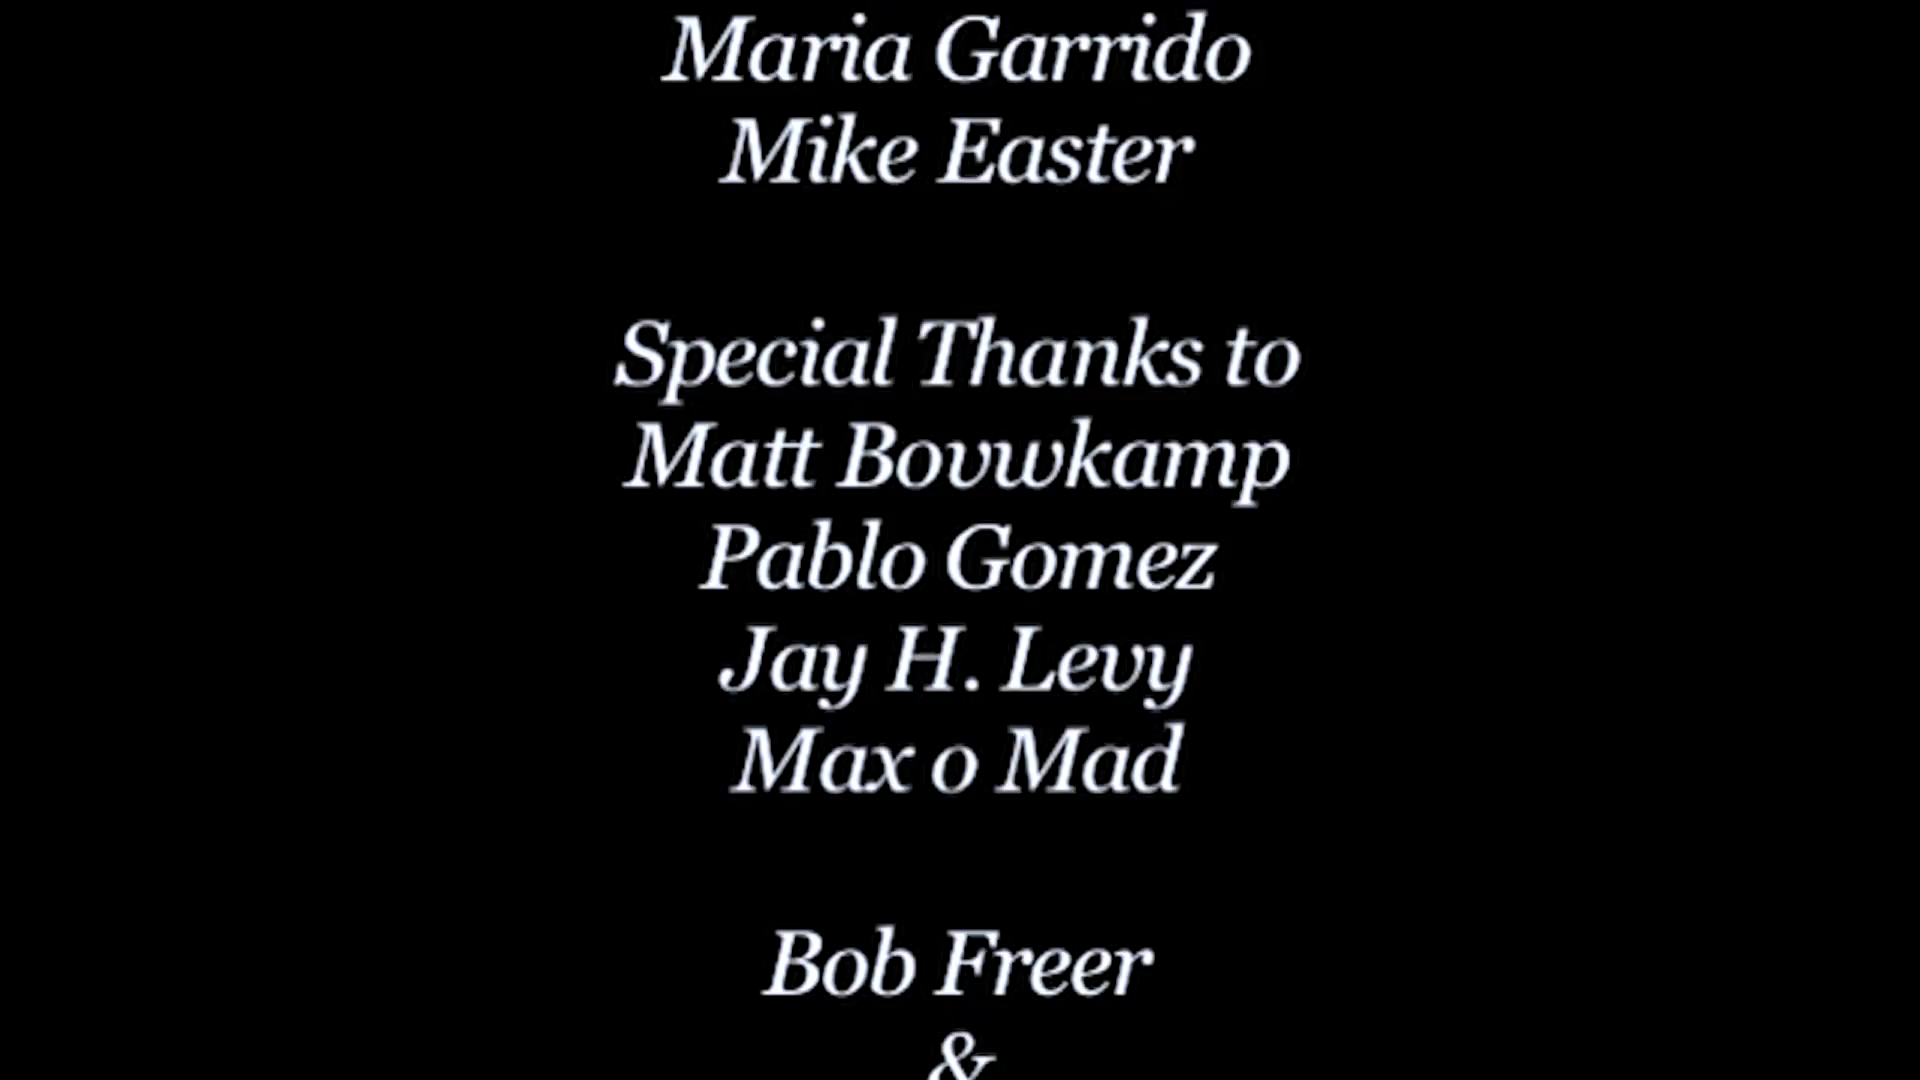 Maria Garrido
Mike Easter
Special Thanks to
Matt Bovwkamp
Pablo Gomez
Jay H. Levy
Max o Mad
Bob Freer
&